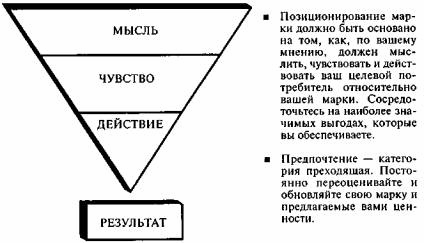 МЫСЛЬ
ЧУВСТВО
ДЕЙСТВИЕ
РЕЗУЛЬТАТ
▪ Позиционирование мар-
ки должно быть основано
на том, как, по вашему
мнению, должен мыс-
лить, чувствовать и дейст-
вовать ваш целевой по-
требитель относительно
вашей марки. Сосредо-
точьтесь на наиболее зна-
чимых выгодах, которые
вы обеспечиваете.
▪ Предпочтение — катего-
рия преходящая. Посто-
янно переоценивайте и
обновляйте свою марку и
предлагаемые вами цен-
ности.